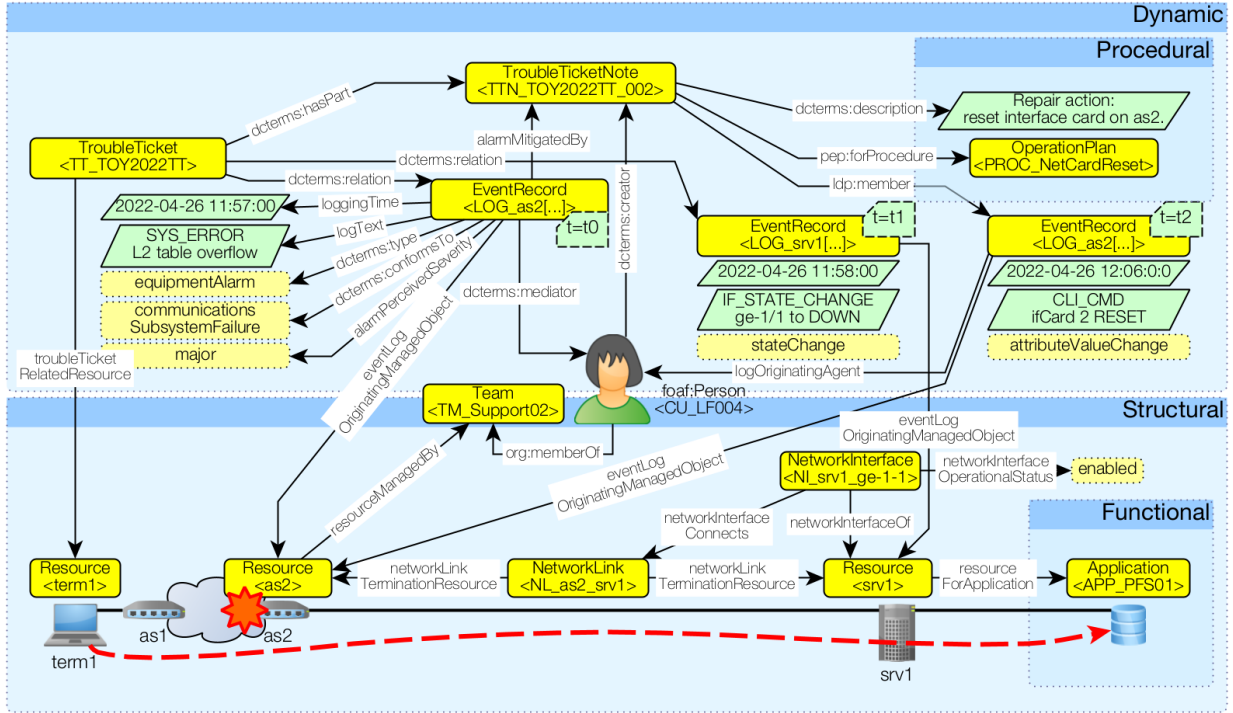 Dynamic
Procedural
TroubleTicketNote
<TTN_TOY2022TT_002>
dcterms:hasPart
dcterms:description
Repair action:
reset interface card on as2.
alarmMitigatedBy
TroubleTicket
<TT_TOY2022TT>
dcterms:relation
pep:forProcedure
OperationPlan
<PROC_NetCardReset>
dcterms:relation
ldp:member
EventRecord
<LOG_as2[...]>
t=t0
dcterms:creator
2022-04-26 11:57:00
loggingTime
EventRecord
<LOG_srv1[...]>
t=t1
EventRecord
<LOG_as2[...]>
t=t2
SYS_ERROR
L2 table overflow
logText
dcterms:type
equipmentAlarm
dcterms:conformsTo
communications
SubsystemFailure
alarmPerceivedSeverity
major
dcterms:mediator
2022-04-26 11:58:00
IF_STATE_CHANGE
ge-1/1 to DOWN
stateChange
2022-04-26 12:06:0:0
CLI_CMD
ifCard 2 RESET
attributeValueChange
troubleTicket
RelatedResource
eventLog
OriginatingManagedObject
logOriginatingAgent
foaf:Person
<CU_LF004>
Team
<TM_Support02>
Structural
org:memberOf
resourceManagedBy
eventLog
OriginatingManagedObject
eventLog
OriginatingManagedObject
NetworkInterface
<NI_srv1_ge-1-1>
networkInterface
OperationalStatus
enabled
networkInterface
Connects
networkInterfaceOf
Functional
Resource
<term1>
Resource
<as2>
networkLink
TerminationResource
NetworkLink
<NL_as2_srv1>
networkLink
TerminationResource
Resource
<srv1>
resource
ForApplication
Application
<APP_PFS01>
as1
as2
term1
srv1